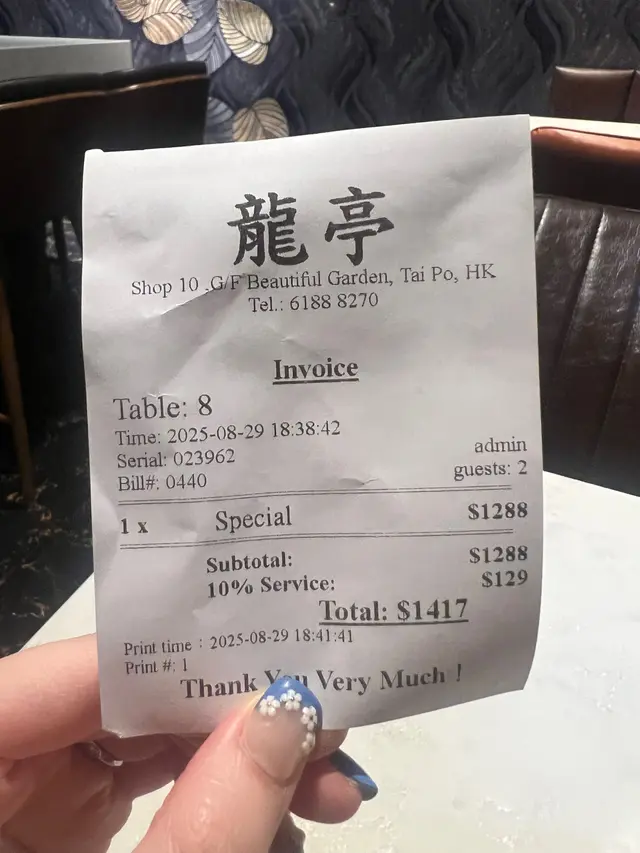 龍亭
Shop 10 ,G/F Beautiful Garden, Tai Po, HK
Tel.: 6188 8270
Invoice
Table: 8
Time: 2025-08-29 18:38:42
Serial: 023962 admin
Bill#: 0440 guests: 2
1 x Special $1288
Subtotal: $1288
10% Service: $129
Total: $1417
Print time : 2025-08-29 18:41:41
Print #: 1
Thank You Very Much !